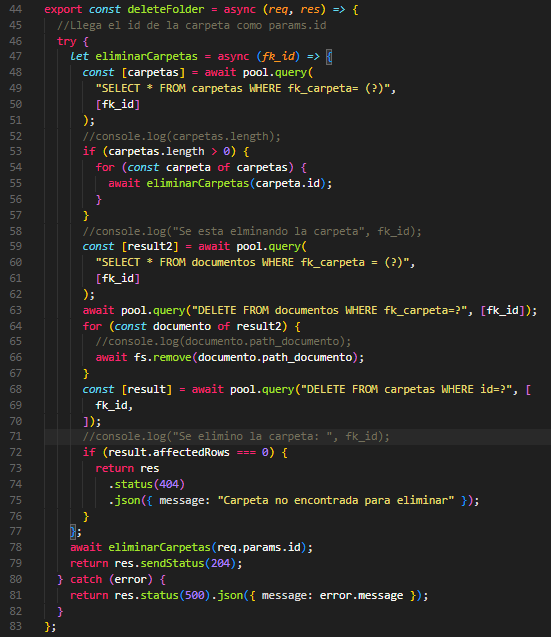 44 export const deleteFolder = async (req, res) => {
45   //Llega el id de la carpeta como params.id
46   try {
47     let eliminarCarpetas = async (fk_id) => {
48       const [carpetas] = await pool.query(
49         "SELECT * FROM carpetas WHERE fk_carpeta= (?)",
50         [fk_id]
51       );
52       //console.log(carpetas.length);
53       if (carpetas.length > 0) {
54         for (const carpeta of carpetas) {
55           await eliminarCarpetas(carpeta.id);
56         }
57       }
58       //console.log("Se esta elminando la carpeta", fk_id);
59       const [result2] = await pool.query(
60         "SELECT * FROM documentos WHERE fk_carpeta = (?)",
61         [fk_id]
62       );
63       await pool.query("DELETE FROM documentos WHERE fk_carpeta=?", [fk_id]);
64       for (const documento of result2) {
65         //console.log(documento.path_documento);
66         await fs.remove(documento.path_documento);
67       }
68       const [result] = await pool.query("DELETE FROM carpetas WHERE id=?", [
69         fk_id,
70       ]);
71       //console.log("Se elimino la carpeta: ", fk_id);
72       if (result.affectedRows === 0) {
73         return res
74           .status(404)
75           .json({ message: "Carpeta no encontrada para eliminar" });
76       }
77     };
78     await eliminarCarpetas(req.params.id);
79     return res.sendStatus(204);
80   } catch (error) {
81     return res.status(500).json({ message: error.message });
82   }
83 };